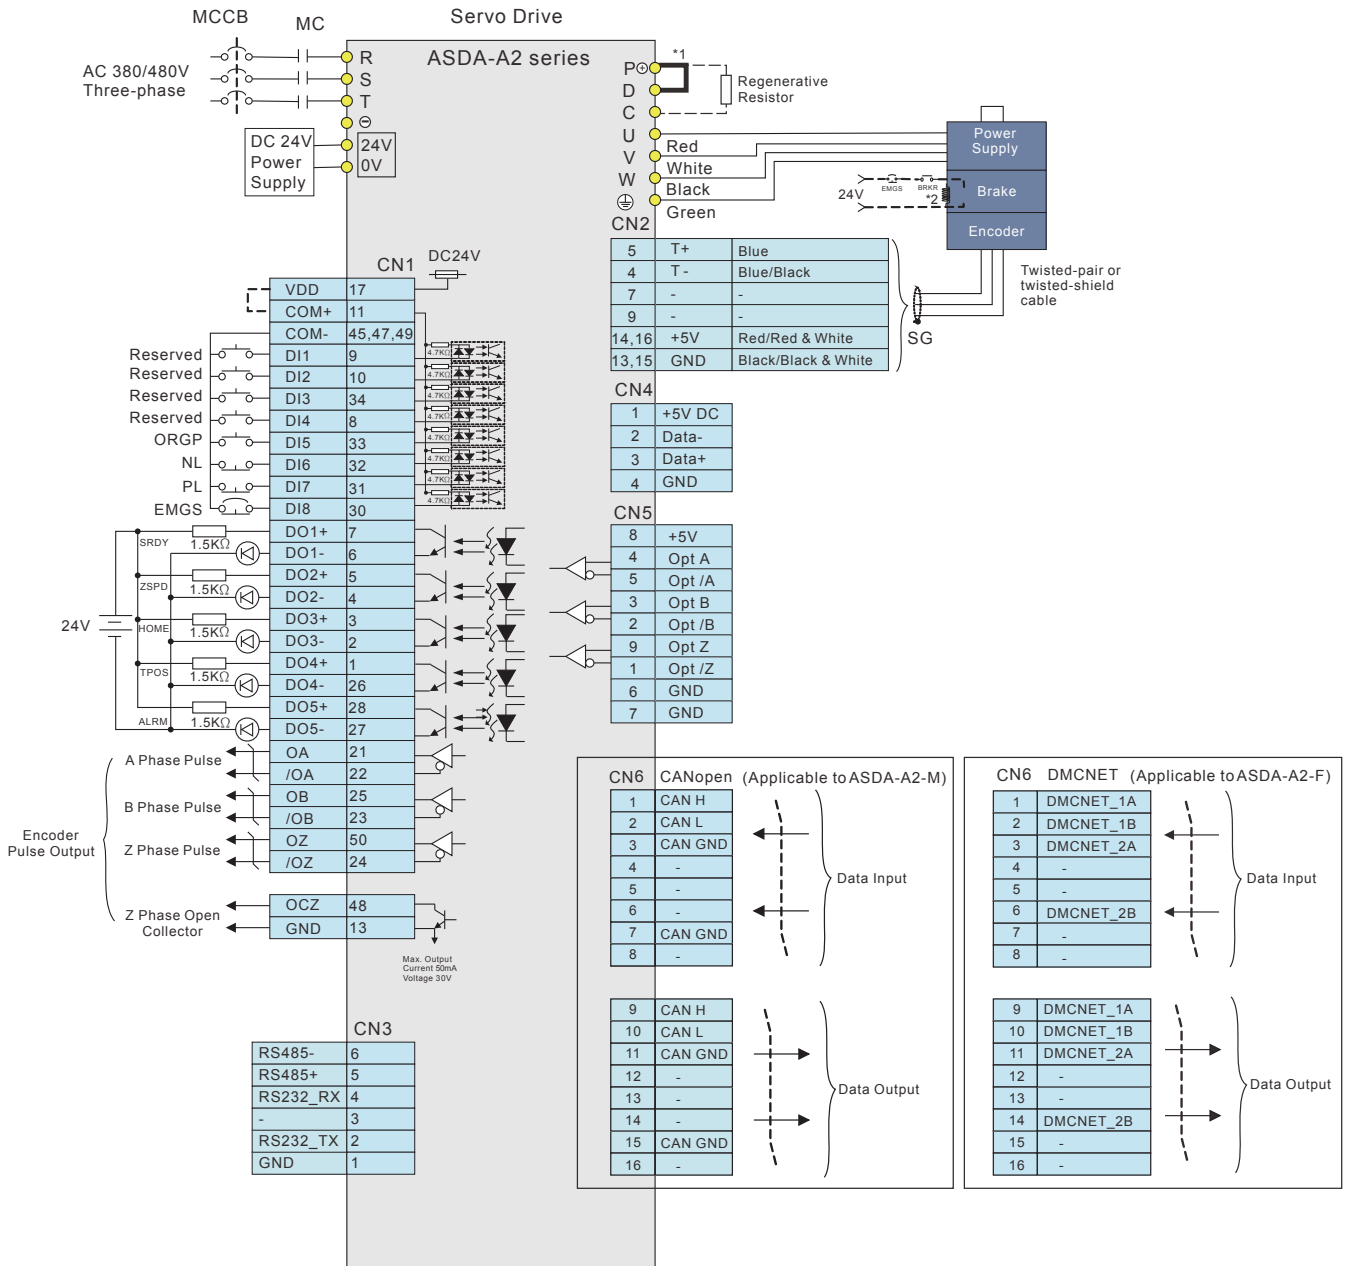 MCCB
MC
Servo Drive
ASDA-A2 series
AC 380/480V
Three-phase
R
S
T
⊖
DC 24V
Power
Supply
24V
0V
*1
P⊕
D
C
U
V
W
Regenerative
Resistor
Red
White
Black
Green
Power
Supply
24V
EMGS
BRKR
*2
Brake
Encoder
Twisted-pair or
twisted-shield
cable
SG
CN2
5 T+ Blue
4 T- Blue/Black
7 - -
9 - -
14,16 +5V Red/Red & White
13,15 GND Black/Black & White
CN4
1 +5V DC
2 Data-
3 Data+
4 GND
CN5
8 +5V
4 Opt A
5 Opt /A
3 Opt B
2 Opt /B
9 Opt Z
1 Opt /Z
6 GND
7 GND
CN1
DC24V
VDD 17
COM+ 11
COM- 45,47,49
Reserved DI1 9 4.7KΩ
Reserved DI2 10 4.7KΩ
Reserved DI3 34 4.7KΩ
Reserved DI4 8 4.7KΩ
ORGP DI5 33 4.7KΩ
NL DI6 32 4.7KΩ
PL DI7 31 4.7KΩ
EMGS DI8 30 4.7KΩ
24V
SRDY 1.5KΩ DO1+ 7
DO1- 6
ZSPD 1.5KΩ DO2+ 5
DO2- 4
HOME 1.5KΩ DO3+ 3
DO3- 2
TPOS 1.5KΩ DO4+ 1
DO4- 26
ALRM 1.5KΩ DO5+ 28
DO5- 27
Encoder
Pulse Output
A Phase Pulse
OA 21
/OA 22
B Phase Pulse
OB 25
/OB 23
Z Phase Pulse
OZ 50
/OZ 24
Z Phase Open
Collector
OCZ 48
GND 13
Max. Output
Current 50mA
Voltage 30V
CN3
RS485- 6
RS485+ 5
RS232_RX 4
- 3
RS232_TX 2
GND 1
CN6 CANopen (Applicable to ASDA-A2-M)
1 CAN H
2 CAN L
3 CAN GND
4 -
5 -
6 -
7 CAN GND
8 -
Data Input
9 CAN H
10 CAN L
11 CAN GND
12 -
13 -
14 -
15 CAN GND
16 -
Data Output
CN6 DMCNET (Applicable to ASDA-A2-F)
1 DMCNET_1A
2 DMCNET_1B
3 DMCNET_2A
4 -
5 -
6 DMCNET_2B
7 -
8 -
Data Input
9 DMCNET_1A
10 DMCNET_1B
11 DMCNET_2A
12 -
13 -
14 DMCNET_2B
15 -
16 -
Data Output